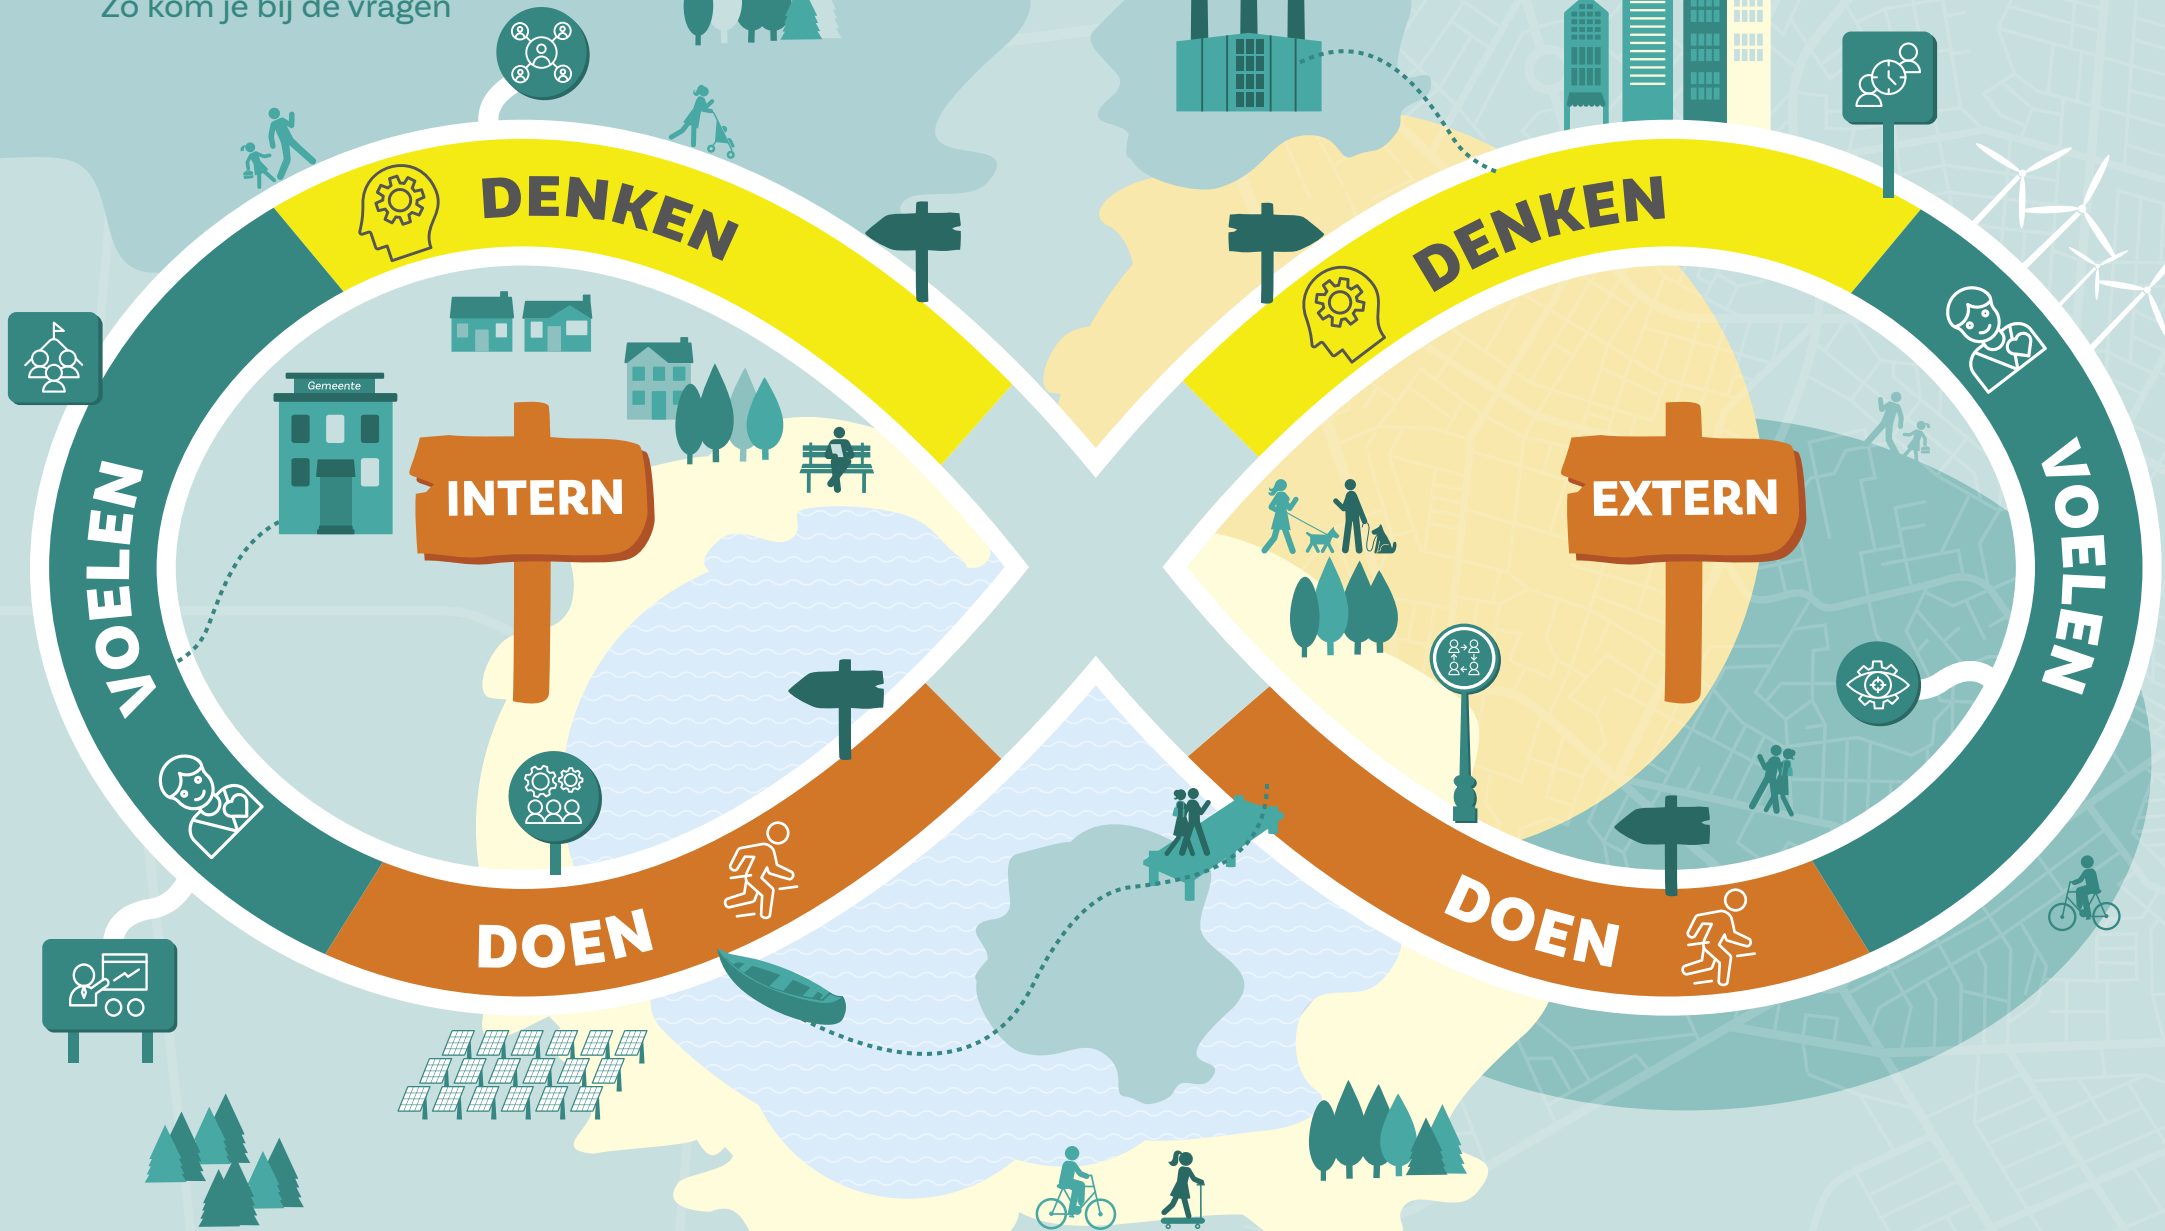 Zo kom je bij de vragen
DENKEN
DENKEN
Gemeente
INTERN
EXTERN
VOELEN
VOELEN
DOEN
DOEN